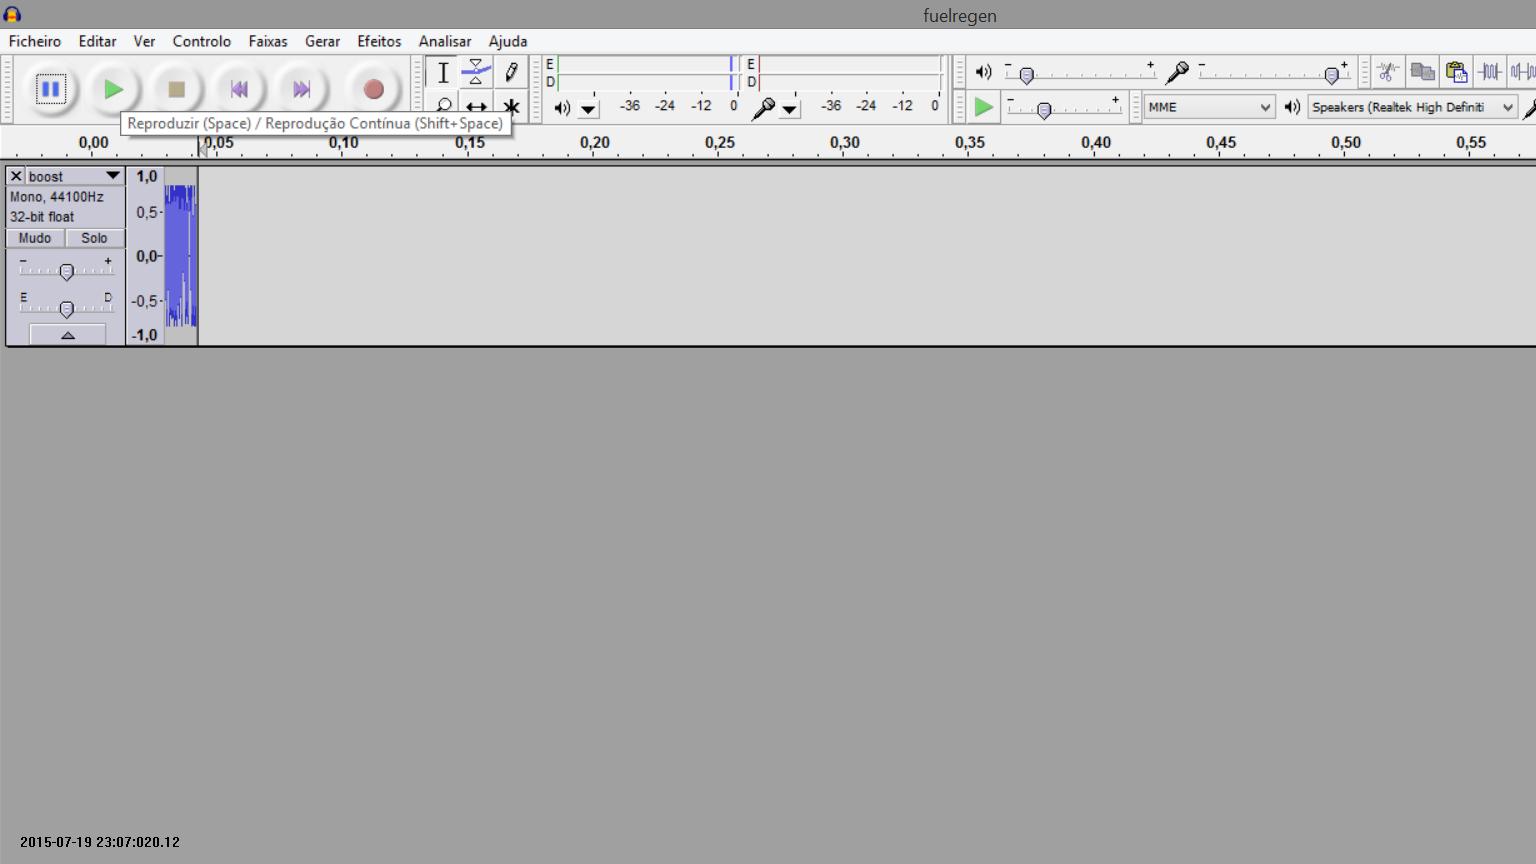 fuelregen
Ficheiro Editar Ver Controlo Faixas Gerar Efeitos Analisar Ajuda
E
D
-36 -24 -12 0
E
D
-36 -24 -12 0
- +
- +
- +
MME
Speakers (Realtek High Definiti
Reproduzir (Space) / Reprodução Contínua (Shift+Space)
0,00 0,05 0,10 0,15 0,20 0,25 0,30 0,35 0,40 0,45 0,50 0,55
boost
Mono, 44100Hz
32-bit float
Mudo Solo
- +
E D
1,0
0,5-
0,0-
-0,5-
-1,0
2015-07-19 23:07:020.12